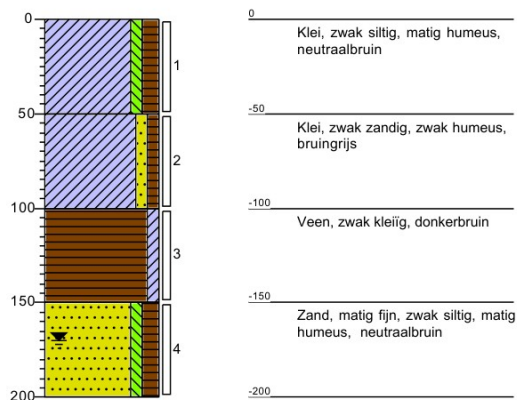 0
0
Klei, zwak siltig, matig humeus,
neutraalbruin
1
50
-50
Klei, zwak zandig, zwak humeus,
bruingrijs
2
100
-100
Veen, zwak kleiïg, donkerbruin
3
150
-150
Zand, matig fijn, zwak siltig, matig
humeus, neutraalbruin
4
200
-200